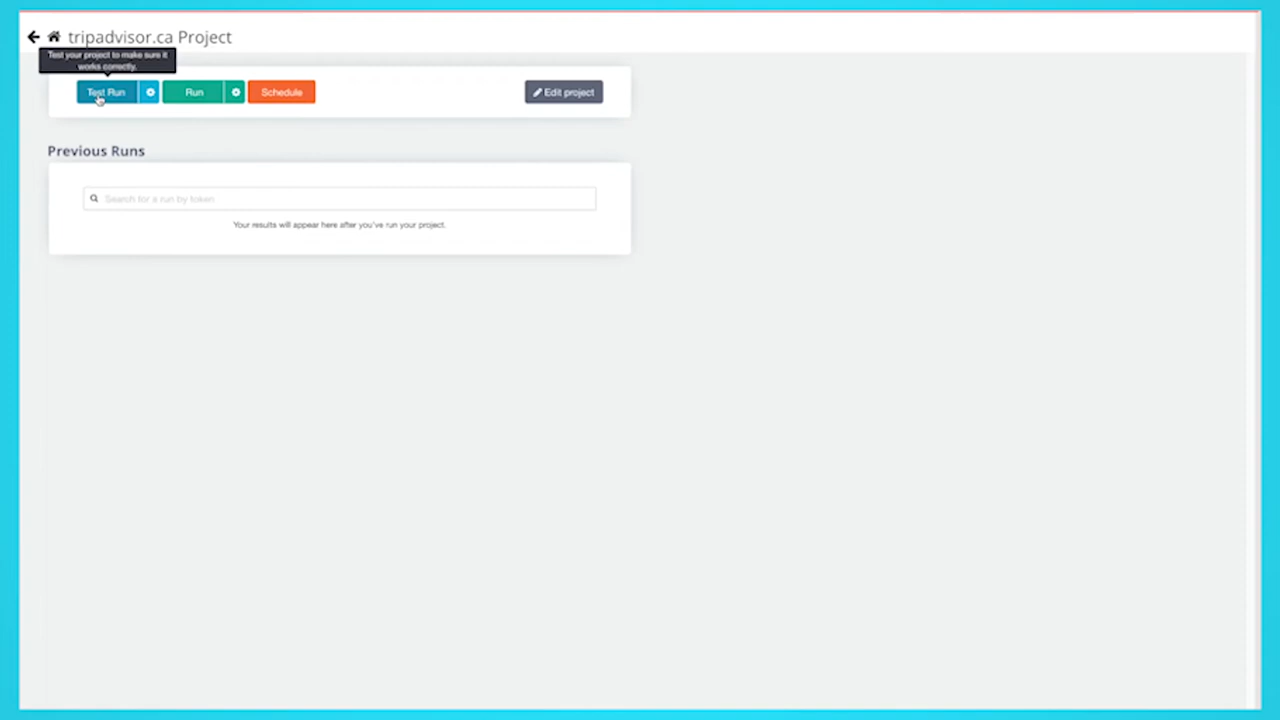 tripadvisor.ca Project
Test your project to make sure it
works correctly.
Test Run
Run
Schedule
Edit project
Previous Runs
Search for a run by token
Your results will appear here after you've run your project.